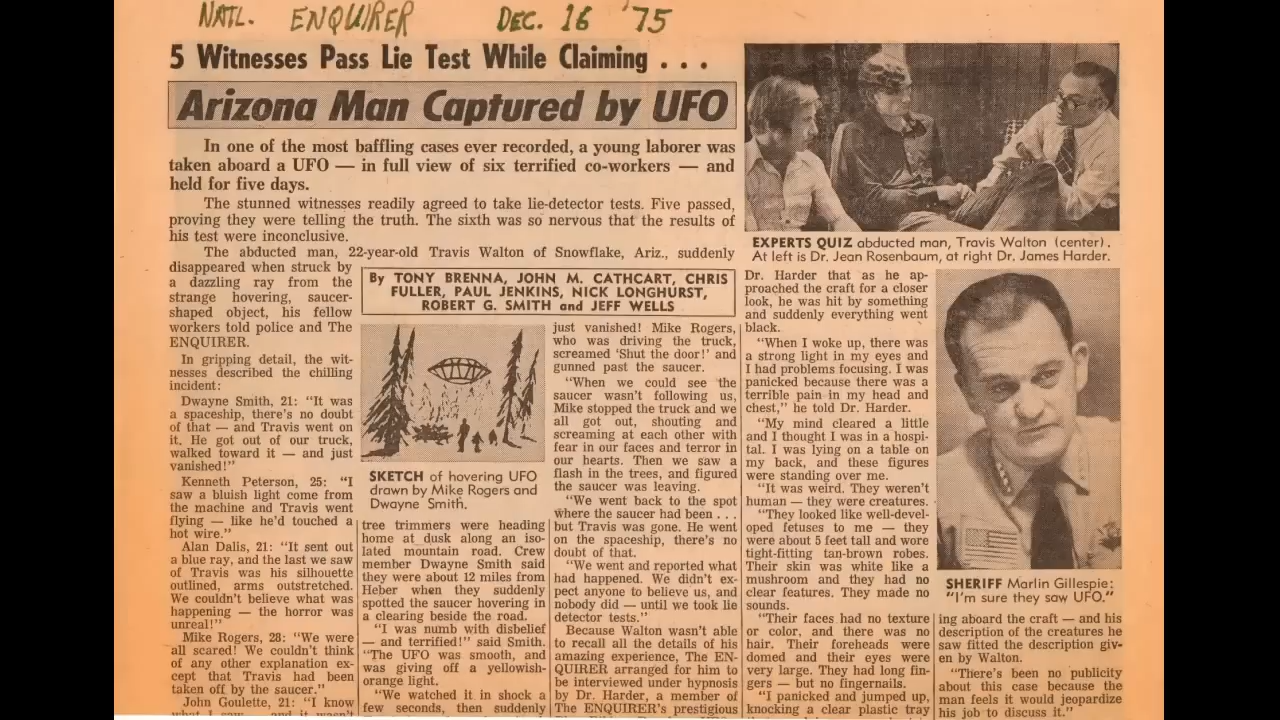 NATL. ENQUIRER DEC. 16 '75
5 Witnesses Pass Lie Test While Claiming . . .
Arizona Man Captured by UFO
In one of the most baffling cases ever recorded, a young laborer was
taken aboard a UFO — in full view of six terrified co-workers — and
held for five days.
The stunned witnesses readily agreed to take lie-detector tests. Five passed,
proving they were telling the truth. The sixth was so nervous that the results of
his test were inconclusive.
The abducted man, 22-year-old Travis Walton of Snowflake, Ariz., suddenly
disappeared when struck by
a dazzling ray from the
strange hovering, saucer-
shaped object, his fellow
workers told police and The
ENQUIRER.
In gripping detail, the wit-
nesses described the chilling
incident:
Dwayne Smith, 21: "It was
a spaceship, there's no doubt
of that — and Travis went on
it. He got out of our truck,
walked toward it — and just
vanished!"
Kenneth Peterson, 25: "I
saw a bluish light come from
the machine and Travis went
flying — like he'd touched a
hot wire."
Alan Dalis, 21: "It sent out
a blue ray, and the last we saw
of Travis was his silhouette
outlined, arms outstretched.
We couldn't believe what was
happening — the horror was
unreal!"
Mike Rogers, 28: "We were
all scared! We couldn't think
of any other explanation ex-
cept that Travis had been
taken off by the saucer."
John Goulette, 21: "I know
what I saw — and it wasn't
By TONY BRENNA, JOHN M. CATHCART, CHRIS
FULLER, PAUL JENKINS, NICK LONGHURST,
ROBERT G. SMITH and JEFF WELLS
SKETCH of hovering UFO
drawn by Mike Rogers and
Dwayne Smith.
tree trimmers were heading
home at dusk along an iso-
lated mountain road. Crew
member Dwayne Smith said
they were about 12 miles from
Heber when they suddenly
spotted the saucer hovering in
a clearing beside the road.
"I was numb with disbelief
— and terrified!" said Smith.
"The UFO was smooth, and
was giving off a yellowish-
orange light.
"We watched it in shock a
few seconds, then suddenly
just vanished! Mike Rogers,
who was driving the truck,
screamed 'Shut the door!' and
gunned past the saucer.
"When we could see the
saucer wasn't following us,
Mike stopped the truck and we
all got out, shouting and
screaming at each other with
fear in our faces and terror in
our hearts. Then we saw a
flash in the trees, and figured
the saucer was leaving.
"We went back to the spot
where the saucer had been . . .
but Travis was gone. He went
on the spaceship, there's no
doubt of that.
"We went and reported what
had happened. We didn't ex-
pect anyone to believe us, and
nobody did — until we took lie
detector tests."
Because Walton wasn't able
to recall all the details of his
amazing experience, The EN-
QUIRER arranged for him to
be interviewed under hypnosis
by Dr. Harder, a member of
The ENQUIRER's prestigious
EXPERTS QUIZ abducted man, Travis Walton (center).
At left is Dr. Jean Rosenbaum, at right Dr. James Harder.
Dr. Harder that as he ap-
proached the craft for a closer
look, he was hit by something
and suddenly everything went
black.
"When I woke up, there was
a strong light in my eyes and
I had problems focusing. I was
panicked because there was a
terrible pain in my head and
chest," he told Dr. Harder.
"My mind cleared a little
and I thought I was in a hospi-
tal. I was lying on a table on
my back, and these figures
were standing over me.
"It was weird. They weren't
human — they were creatures.
"They looked like well-devel-
oped fetuses to me — they
were about 5 feet tall and wore
tight-fitting tan-brown robes.
Their skin was white like a
mushroom and they had no
clear features. They made no
sounds.
"Their faces had no texture
or color, and there was no
hair. Their foreheads were
domed and their eyes were
very large. They had long fin-
gers — but no fingernails.
"I panicked and jumped up,
knocking a clear plastic tray
SHERIFF Marlin Gillespie:
"I'm sure they saw UFO."
ing aboard the craft — and his
description of the creatures he
saw fitted the description giv-
en by Walton.
"There's been no publicity
about this case because the
man feels it would jeopardize
his job to discuss it."